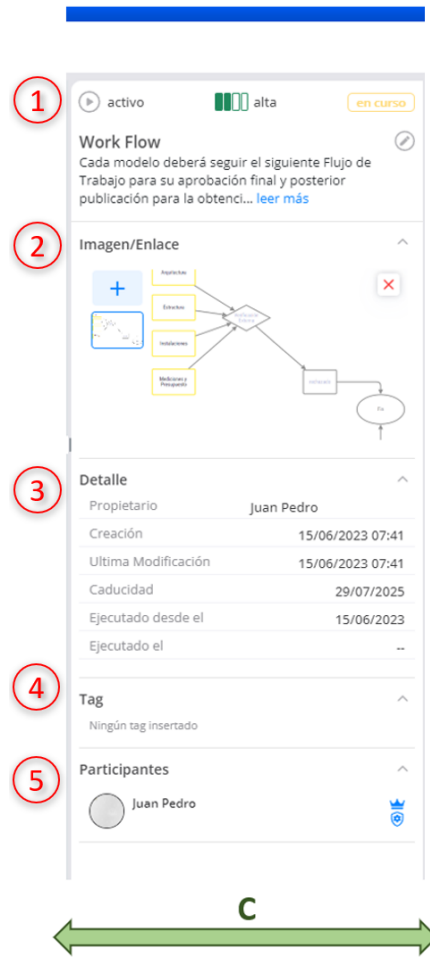 1
activo
alta
en curso
Work Flow
Cada modelo deberá seguir el siguiente Flujo de
Trabajo para su aprobación final y posterior
publicación para la obtenci... leer más
2
Imagen/Enlace
+
Arquitectura
Estructura
Instalaciones
Mediciones y
Presupuesto
Fin
3
Detalle
Propietario Juan Pedro
Creación 15/06/2023 07:41
Ultima Modificación 15/06/2023 07:41
Caducidad 29/07/2025
Ejecutado desde el 15/06/2023
Ejecutado el --
4
Tag
Ningún tag insertado
5
Participantes
Juan Pedro
C